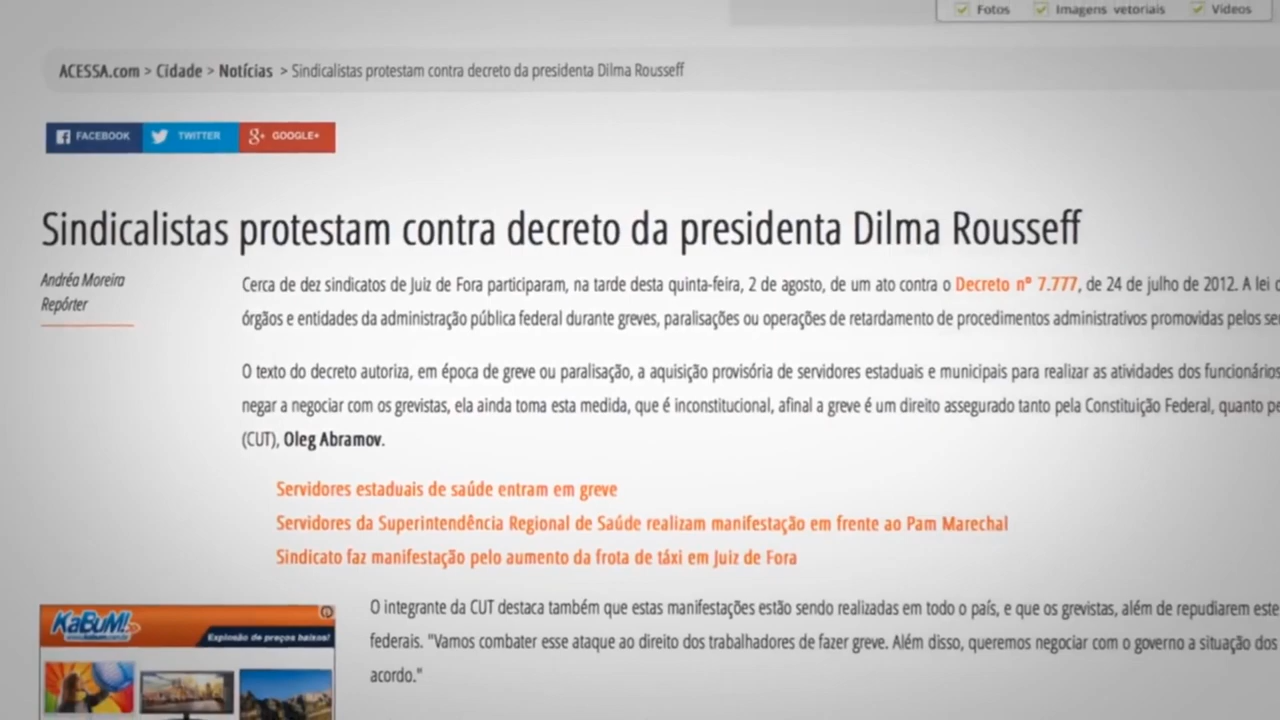 Fotos
Imagens vetoriais
Vídeos
ACESSA.com > Cidade > Notícias > Sindicalistas protestam contra decreto da presidenta Dilma Rousseff
FACEBOOK
TWITTER
GOOGLE+
Sindicalistas protestam contra decreto da presidenta Dilma Rousseff
Andréa Moreira
Repórter
Cerca de dez sindicatos de Juiz de Fora participaram, na tarde desta quinta-feira, 2 de agosto, de um ato contra o Decreto nº 7.777, de 24 de julho de 2012. A lei
órgãos e entidades da administração pública federal durante greves, paralisações ou operações de retardamento de procedimentos administrativos promovidas pelos
O texto do decreto autoriza, em época de greve ou paralisação, a aquisição provisória de servidores estaduais e municipais para realizar as atividades dos funcionários
negar a negociar com os grevistas, ela ainda toma esta medida, que é inconstitucional, afinal a greve é um direito assegurado tanto pela Constituição Federal, quanto
(CUT), Oleg Abramov.
Servidores estaduais de saúde entram em greve
Servidores da Superintendência Regional de Saúde realizam manifestação em frente ao Pam Marechal
Sindicato faz manifestação pelo aumento da frota de táxi em Juiz de Fora
KaBuM!
www.kabum.com.br
Explosão de preços baixos!
O integrante da CUT destaca também que estas manifestações estão sendo realizadas em todo o país, e que os grevistas, além de repudiarem este
federais. "Vamos combater esse ataque ao direito dos trabalhadores de fazer greve. Além disso, queremos negociar com o governo a situação dos
acordo."